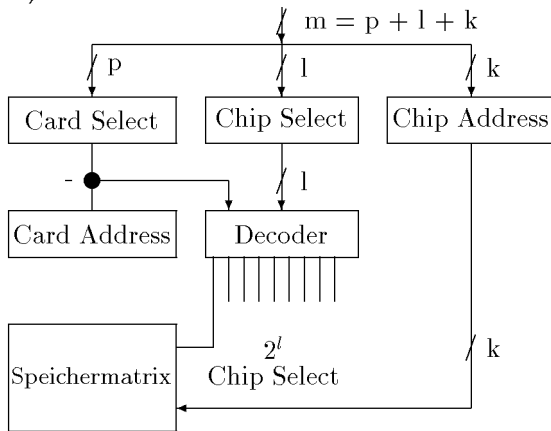 m = p + l + k
p
l
k
Card Select
Chip Select
Chip Address
-
l
Card Address
Decoder
Speichermatrix
2^l
Chip Select
k